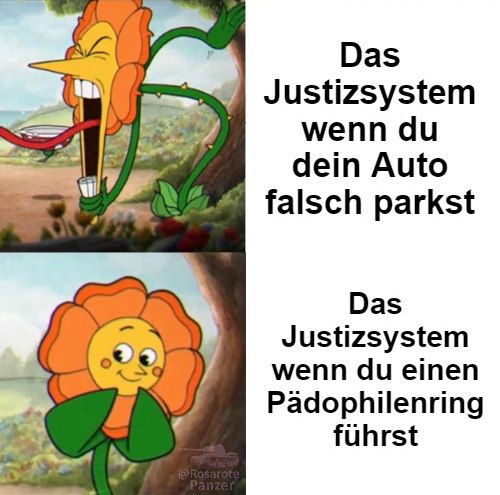 Das
Justizsystem
wenn du
dein Auto
falsch parkst
Das
Justizsystem
wenn du einen
Pädophilenring
führst
@Rosarote
Panzer